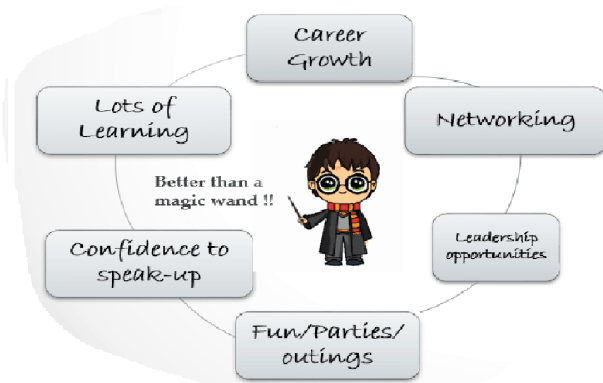 Career
Growth
Lots of
Learning
Networking
Better than a
magic wand !!
Confidence to
speak-up
Leadership
opportunities
Fun/Parties/
outings